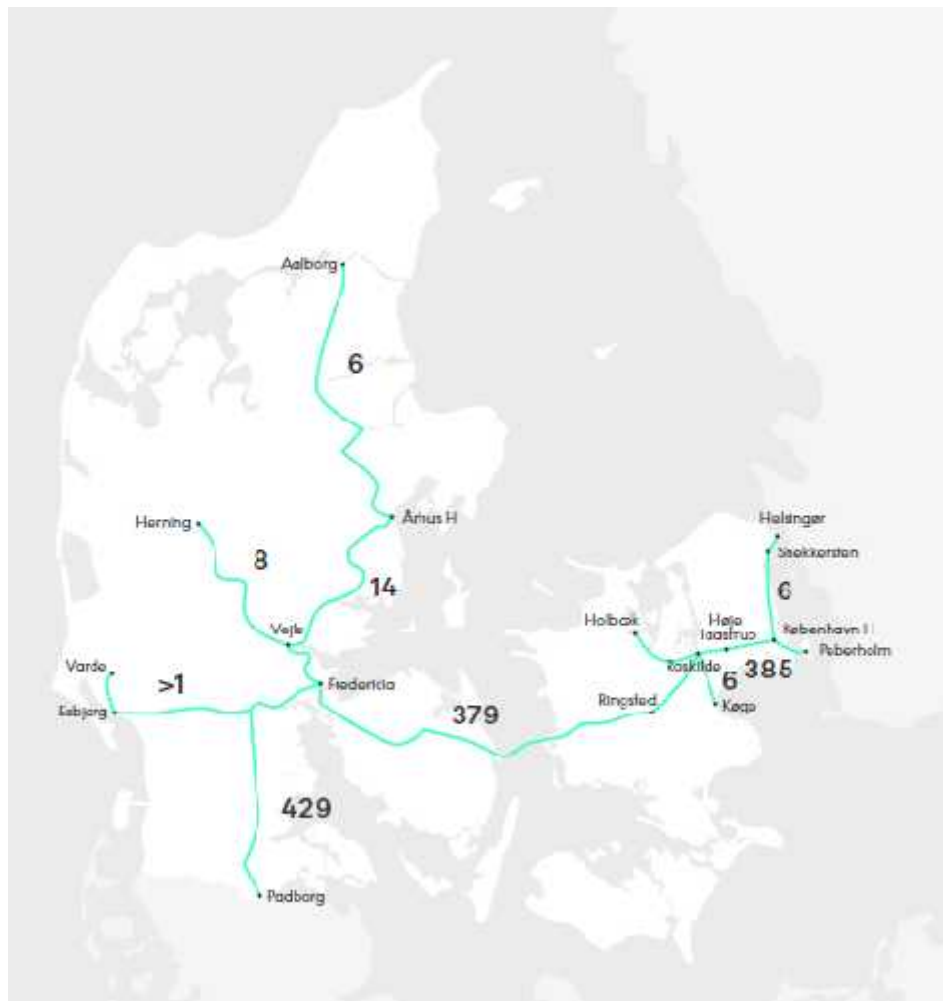 Aalborg
6
Århus H
Herning
8
14
Helsingør
Snekkersten
6
Holbæk
Høje
Taastrup
København H
Peberholm
Vejle
Roskilde
385
6
Varde
>1
Fredericia
Ringsted
Køge
Esbjerg
379
429
Padborg